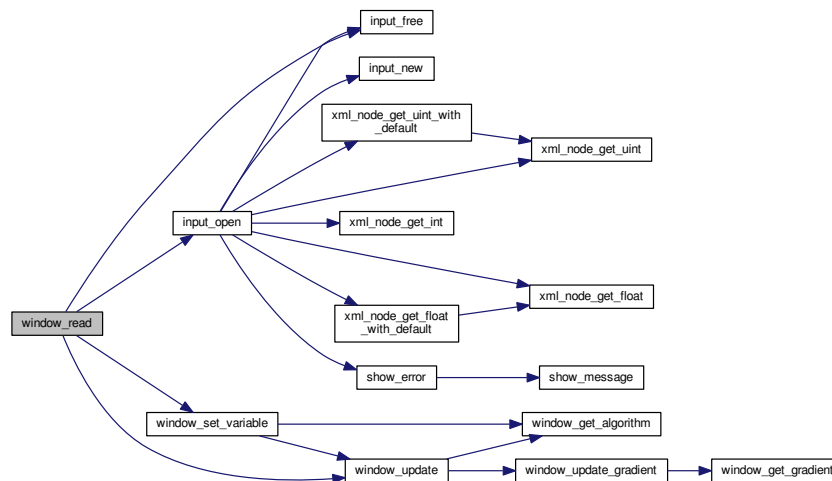 input_free
input_new
xml_node_get_uint_with
_default
xml_node_get_uint
input_open
xml_node_get_int
xml_node_get_float
xml_node_get_float
_with_default
window_read
show_error
show_message
window_set_variable
window_get_algorithm
window_update
window_update_gradient
window_get_gradient